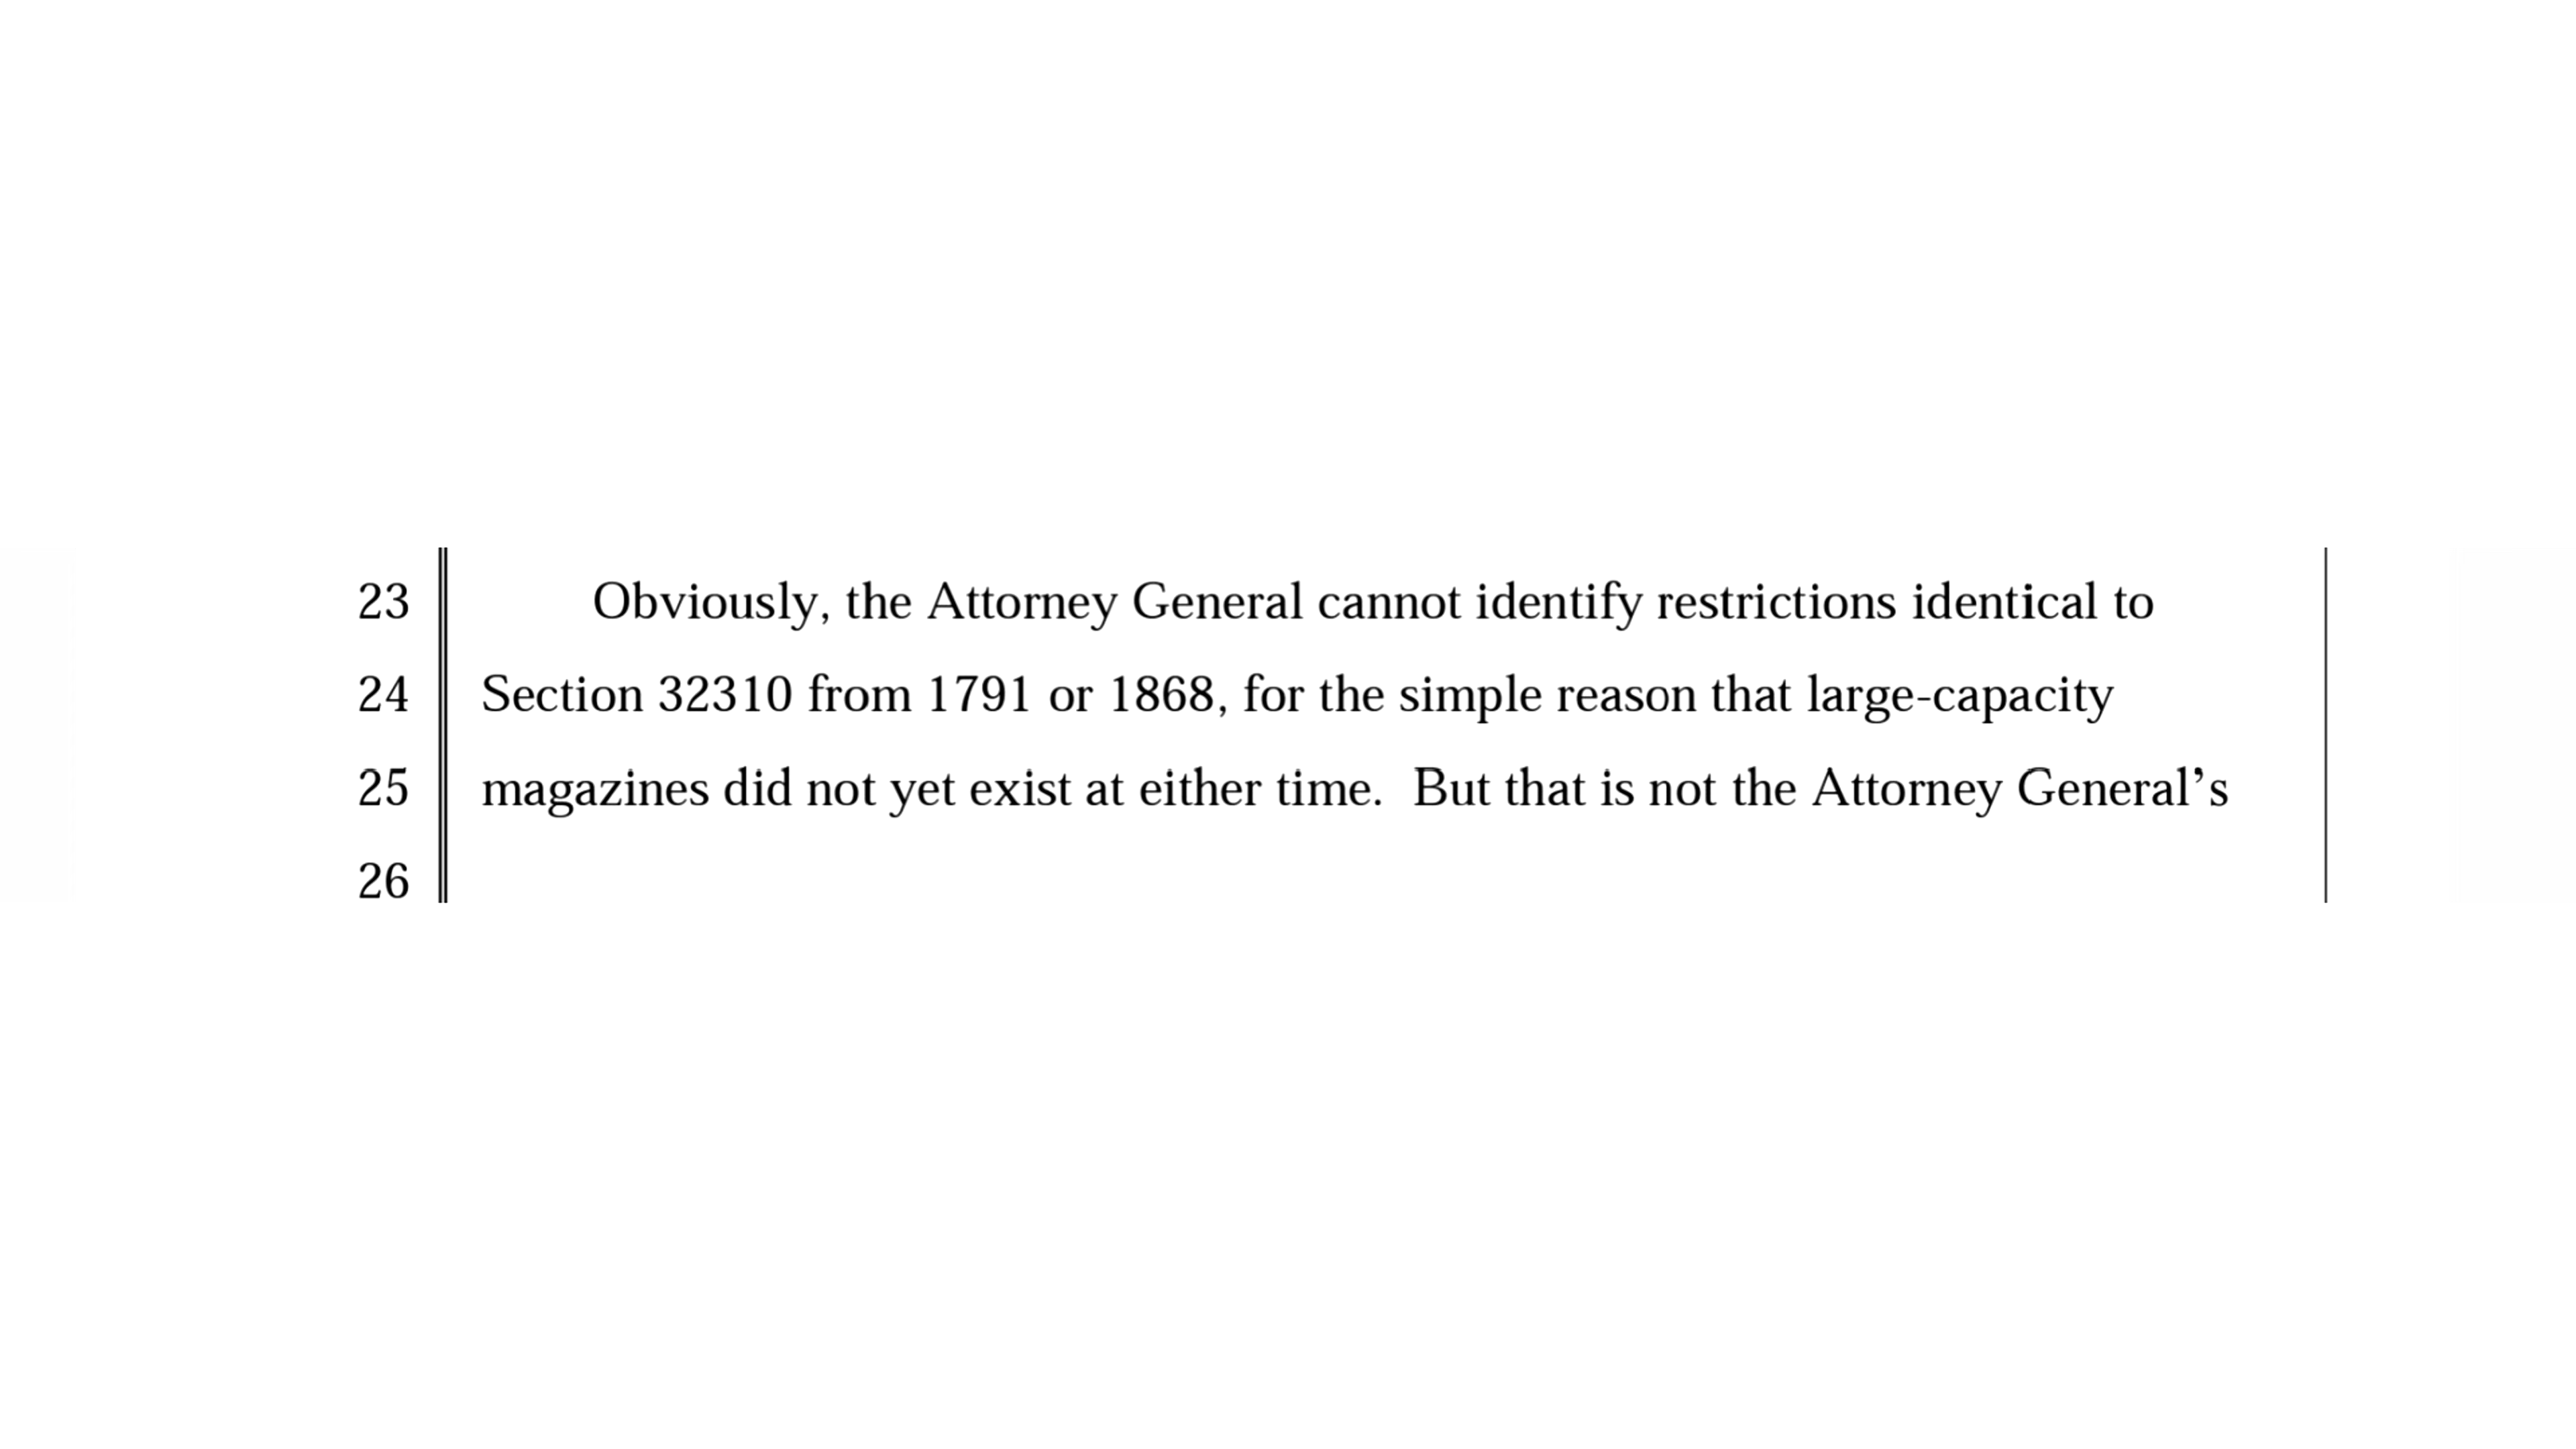 23 Obviously, the Attorney General cannot identify restrictions identical to
24 Section 32310 from 1791 or 1868, for the simple reason that large-capacity
25 magazines did not yet exist at either time.  But that is not the Attorney General’s
26